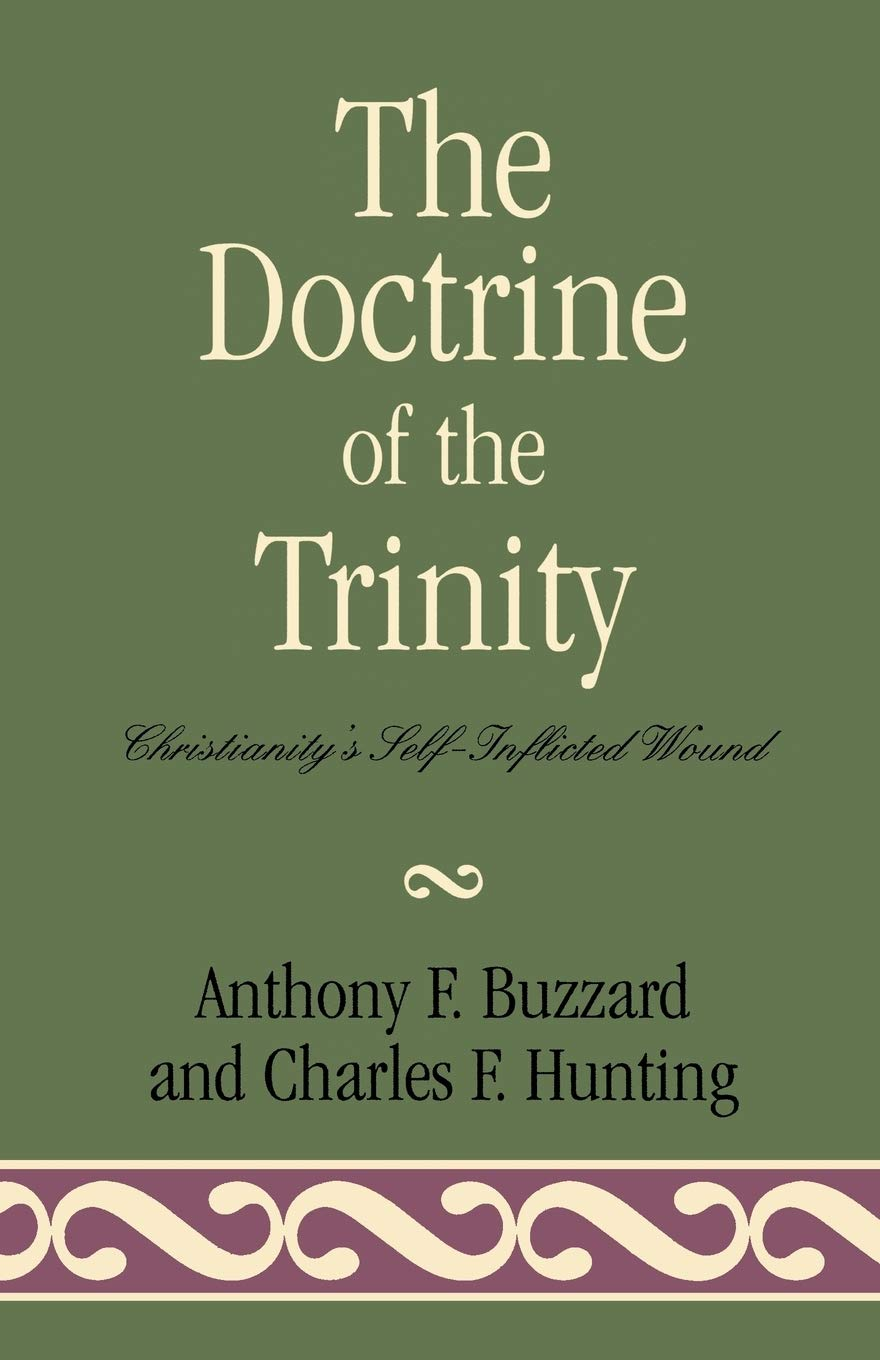 The
Doctrine
of the
Trinity
Christianity's Self-Inflicted Wound
Anthony F. Buzzard
and Charles F. Hunting